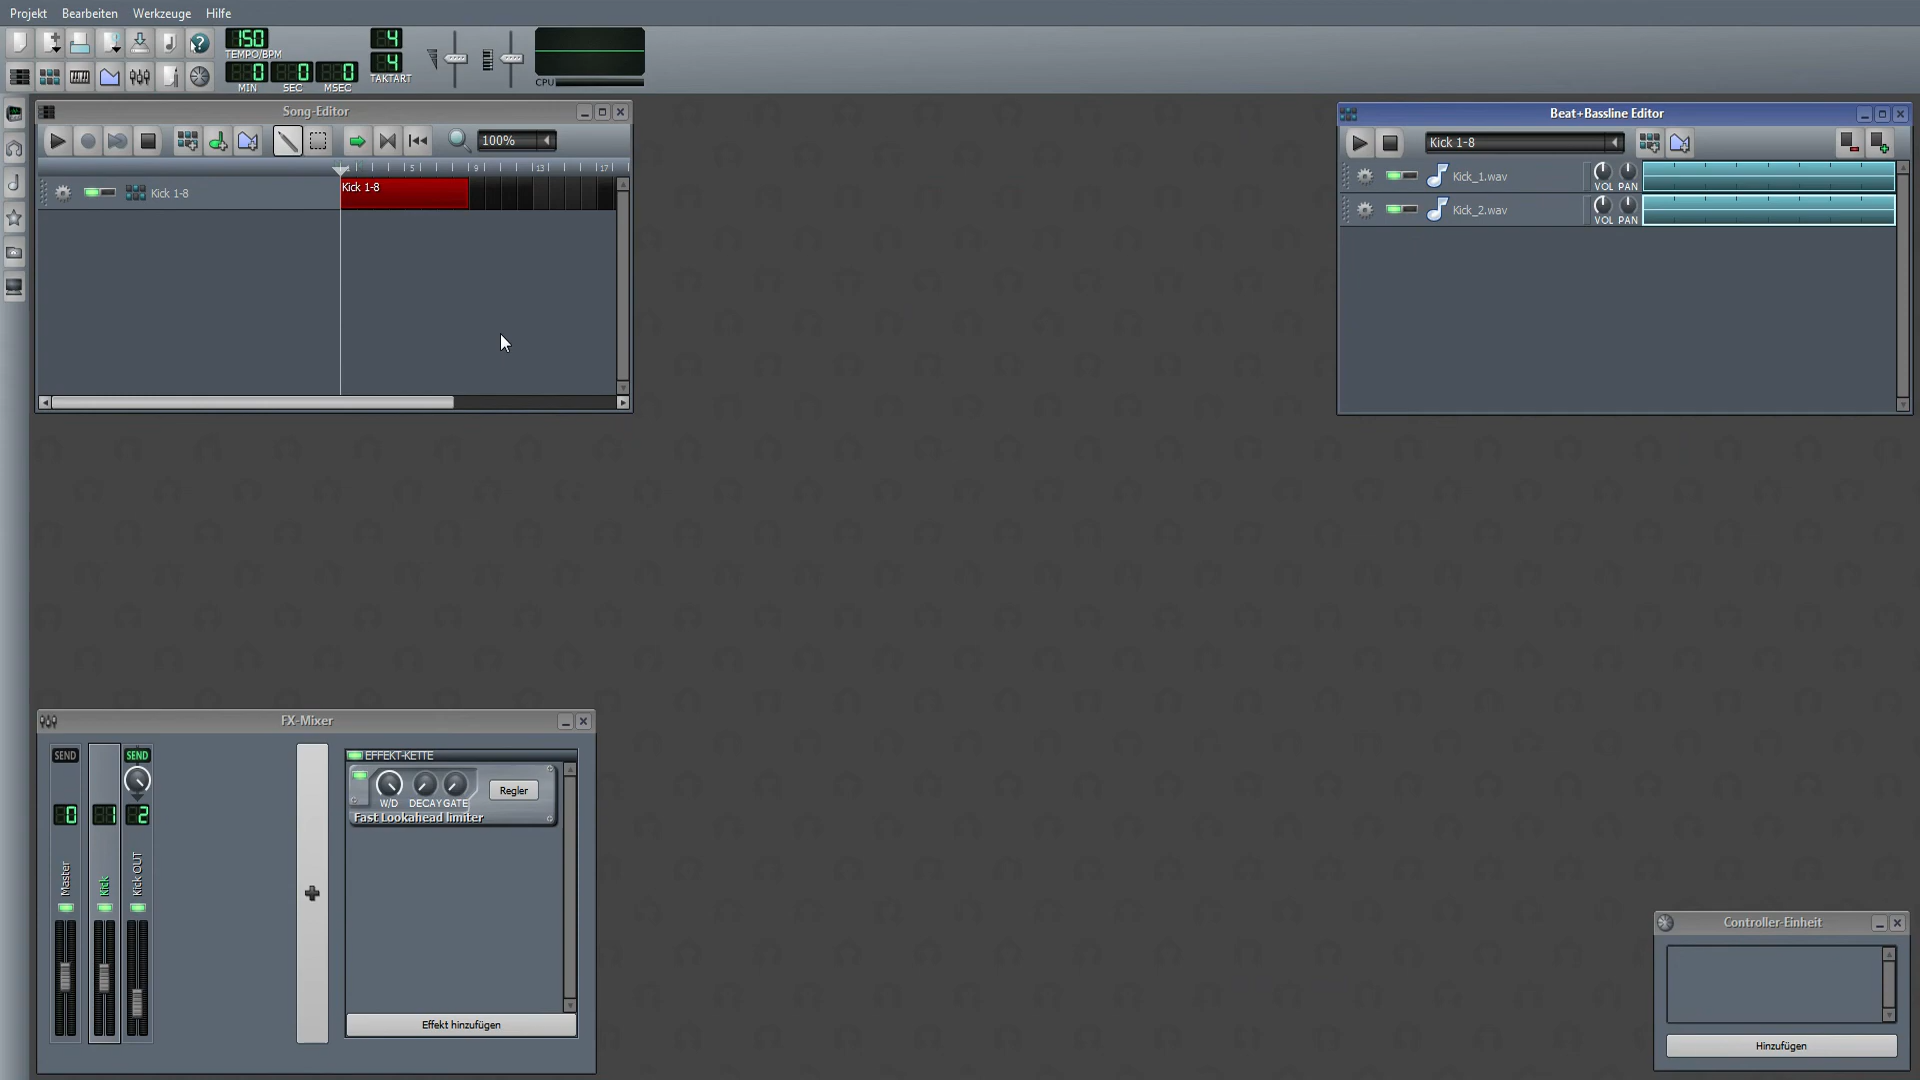 Projekt Bearbeiten Werkzeuge Hilfe
150
TEMPO/BPM
4
4
TAKTART
0 0 0
MIN SEC MSEC
CPU
Song-Editor
100%
1 5 9 13 17
Kick 1-8
Kick 1-8
Beat+Bassline Editor
Kick 1-8
Kick_1.wav
VOL PAN
Kick_2.wav
VOL PAN
FX-Mixer
SEND SEND
0 1 2
Master
Kick
Kick OUT
EFFEKT-KETTE
W/D DECAY GATE
Regler
Fast Lookahead limiter
Effekt hinzufügen
Controller-Einheit
Hinzufügen